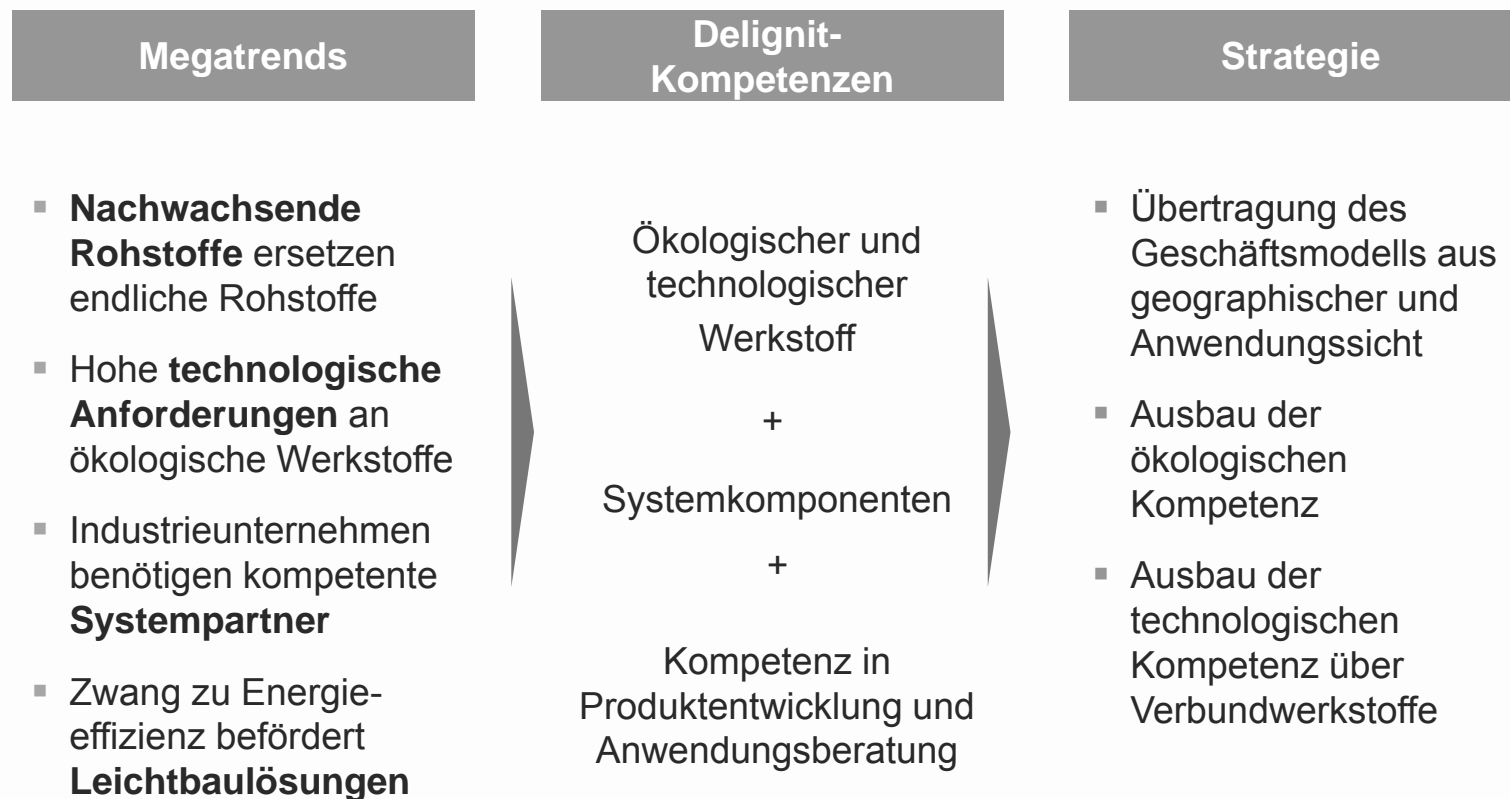 Megatrends
Nachwachsende
Rohstoffe ersetzen
endliche Rohstoffe
Hohe technologische
Anforderungen an
ökologische Werkstoffe
Industrieunternehmen
benötigen kompetente
Systempartner
Zwang zu Energie-
effizienz befördert
Leichtbaulösungen
Delignit-
Kompetenzen
Ökologischer und
technologischer
Werkstoff
+
Systemkomponenten
+
Kompetenz in
Produktentwicklung und
Anwendungsberatung
Strategie
Übertragung des
Geschäftsmodells aus
geographischer und
Anwendungssicht
Ausbau der
ökologischen
Kompetenz
Ausbau der
technologischen
Kompetenz über
Verbundwerkstoffe